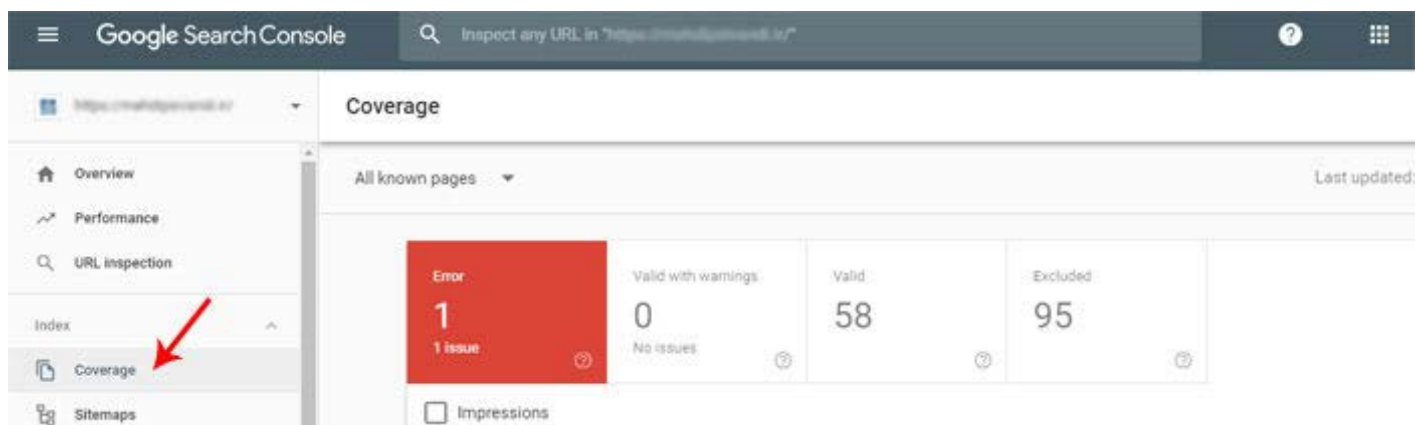 Google Search Console
Inspect any URL in "
Coverage
Overview
Performance
URL inspection
Index
Coverage
Sitemaps
All known pages
Last updated:
Error
1
1 issue
Valid with warnings
0
No issues
Valid
58
Excluded
95
Impressions